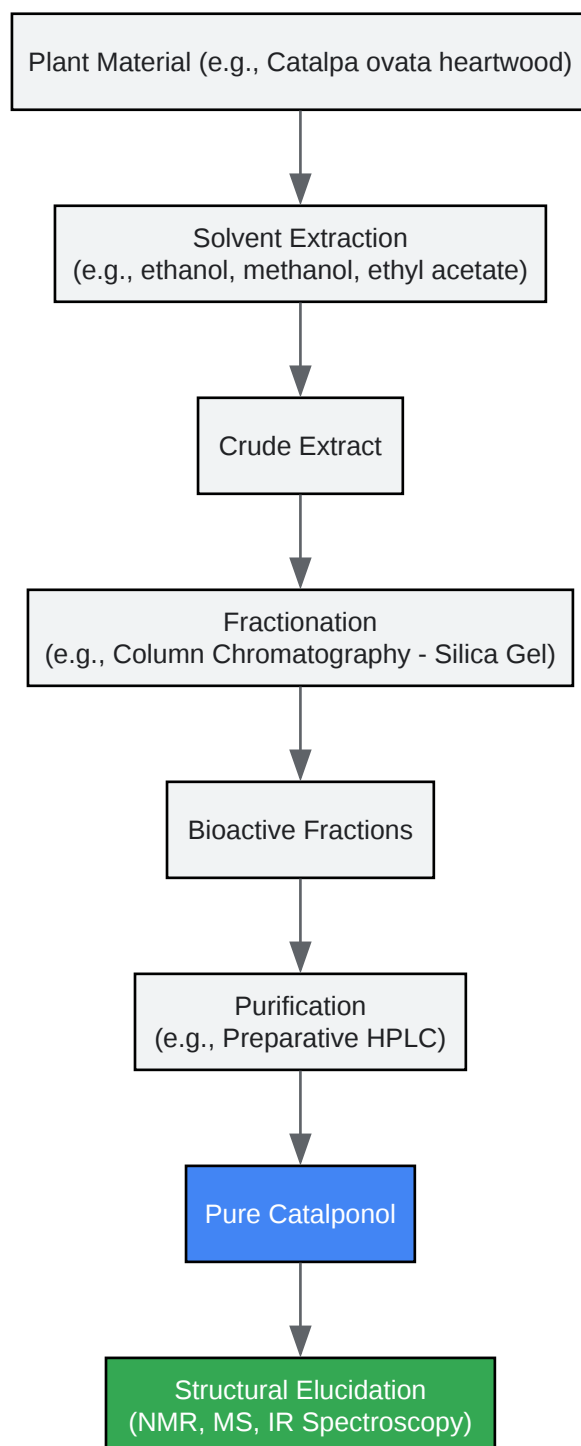 Plant Material (e.g., Catalpa ovata heartwood)
Solvent Extraction
(e.g., ethanol, methanol, ethyl acetate)
Crude Extract
Fractionation
(e.g., Column Chromatography - Silica Gel)
Bioactive Fractions
Purification
(e.g., Preparative HPLC)
Pure Catalponol
Structural Elucidation
(NMR, MS, IR Spectroscopy)